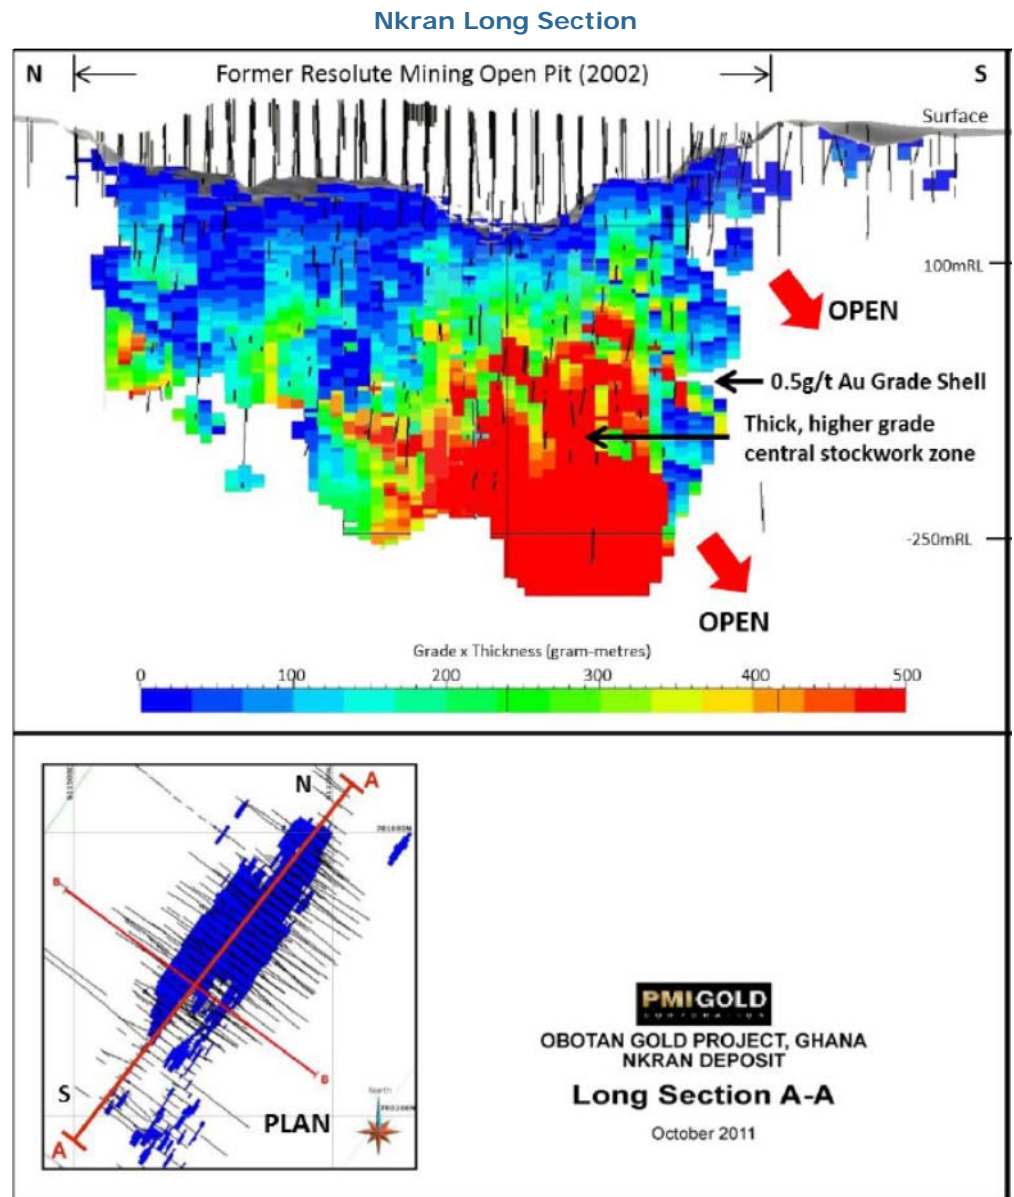 Nkran Long Section
N
Former Resolute Mining Open Pit (2002)
S
Surface
100mRL
OPEN
0.5g/t Au Grade Shell
Thick, higher grade
central stockwork zone
-250mRL
OPEN
Grade x Thickness (gram-metres)
0 100 200 300 400 500
N
A
B
B
S
A
PLAN
North
PMI GOLD
CORPORATION
OBOTAN GOLD PROJECT, GHANA
NKRAN DEPOSIT
Long Section A-A
October 2011